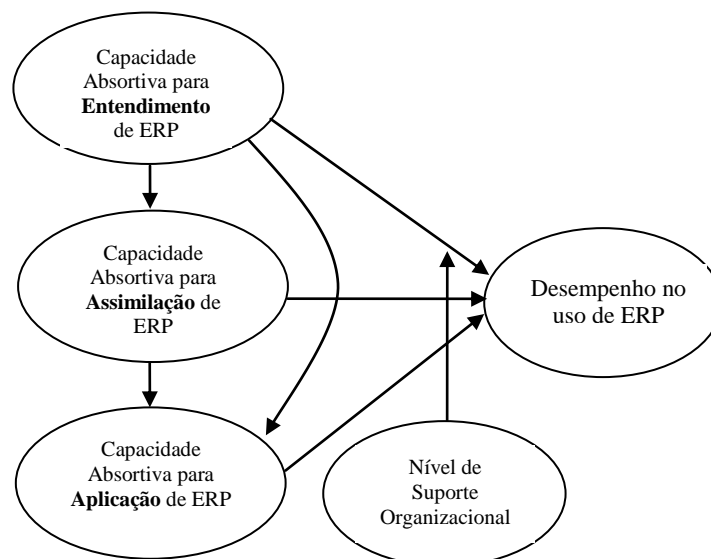 Capacidade
Absortiva para
Entendimento
de ERP
Capacidade
Absortiva para
Assimilação de
ERP
Desempenho no
uso de ERP
Capacidade
Absortiva para
Aplicação de ERP
Nível de
Suporte
Organizacional